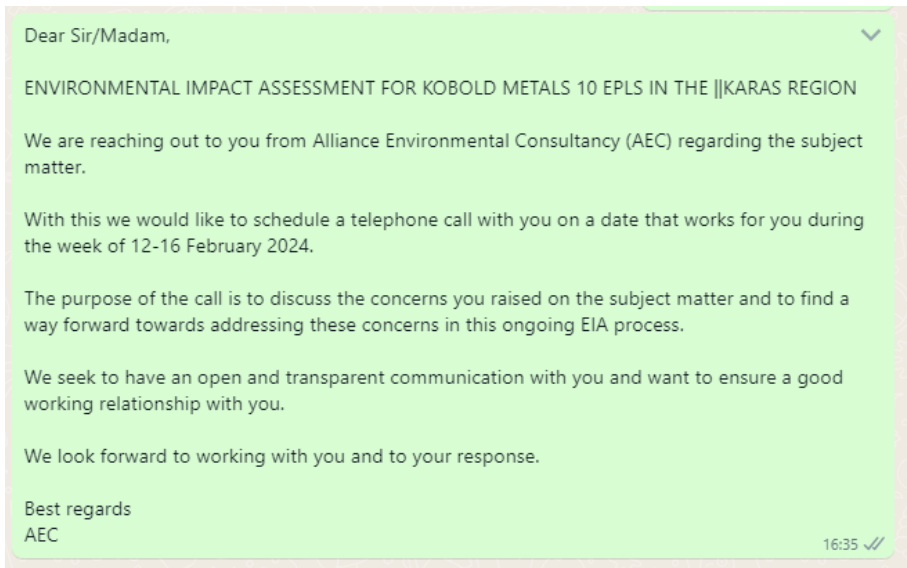 Dear Sir/Madam,
ENVIRONMENTAL IMPACT ASSESSMENT FOR KOBOLD METALS 10 EPLS IN THE ||KARAS REGION
We are reaching out to you from Alliance Environmental Consultancy (AEC) regarding the subject
matter.
With this we would like to schedule a telephone call with you on a date that works for you during
the week of 12-16 February 2024.
The purpose of the call is to discuss the concerns you raised on the subject matter and to find a
way forward towards addressing these concerns in this ongoing EIA process.
We seek to have an open and transparent communication with you and want to ensure a good
working relationship with you.
We look forward to working with you and to your response.
Best regards
AEC
16:35